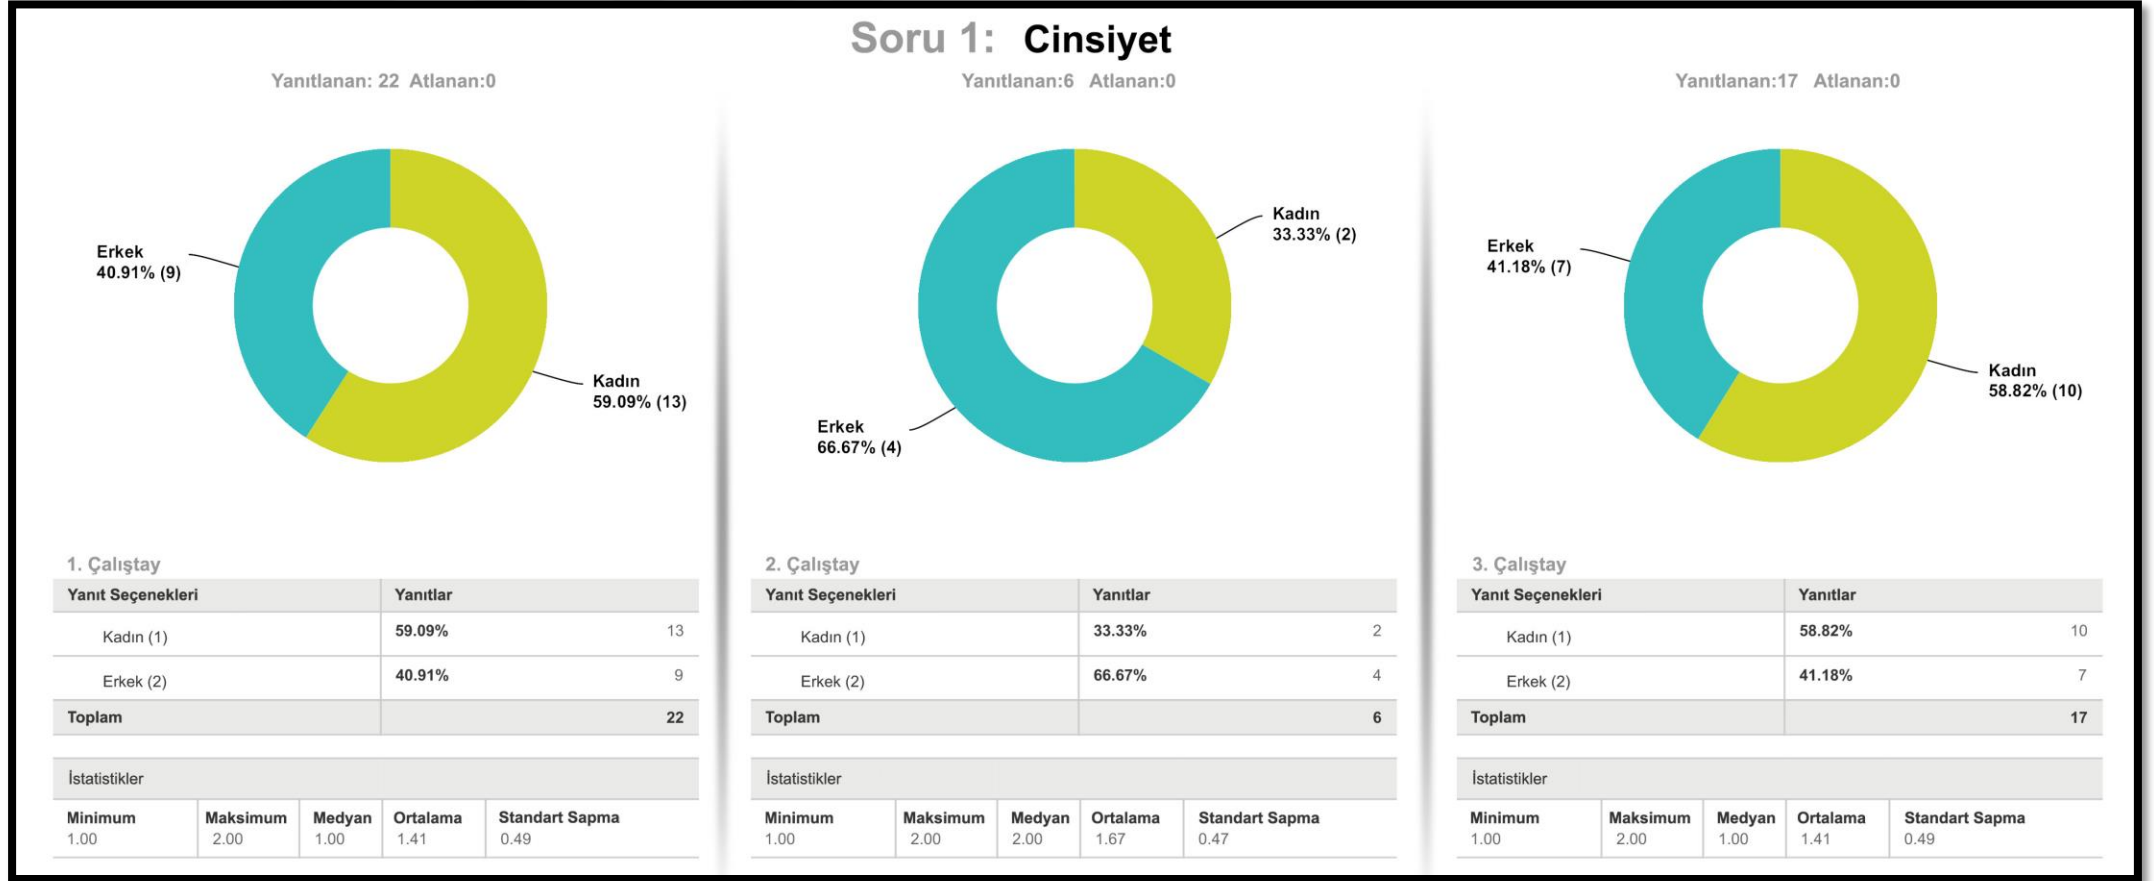 Soru 1: Cinsiyet
Yanıtlanan: 22 Atlanan:0
Erkek
40.91% (9)
Kadın
59.09% (13)
1. Çalıştay
Yanıt Seçenekleri Yanıtlar
Kadın (1) 59.09% 13
Erkek (2) 40.91% 9
Toplam 22
İstatistikler
Minimum Maksimum Medyan Ortalama Standart Sapma
1.00 2.00 1.00 1.41 0.49
Yanıtlanan:6 Atlanan:0
Kadın
33.33% (2)
Erkek
66.67% (4)
2. Çalıştay
Yanıt Seçenekleri Yanıtlar
Kadın (1) 33.33% 2
Erkek (2) 66.67% 4
Toplam 6
İstatistikler
Minimum Maksimum Medyan Ortalama Standart Sapma
1.00 2.00 2.00 1.67 0.47
Yanıtlanan:17 Atlanan:0
Erkek
41.18% (7)
Kadın
58.82% (10)
3. Çalıştay
Yanıt Seçenekleri Yanıtlar
Kadın (1) 58.82% 10
Erkek (2) 41.18% 7
Toplam 17
İstatistikler
Minimum Maksimum Medyan Ortalama Standart Sapma
1.00 2.00 1.00 1.41 0.49